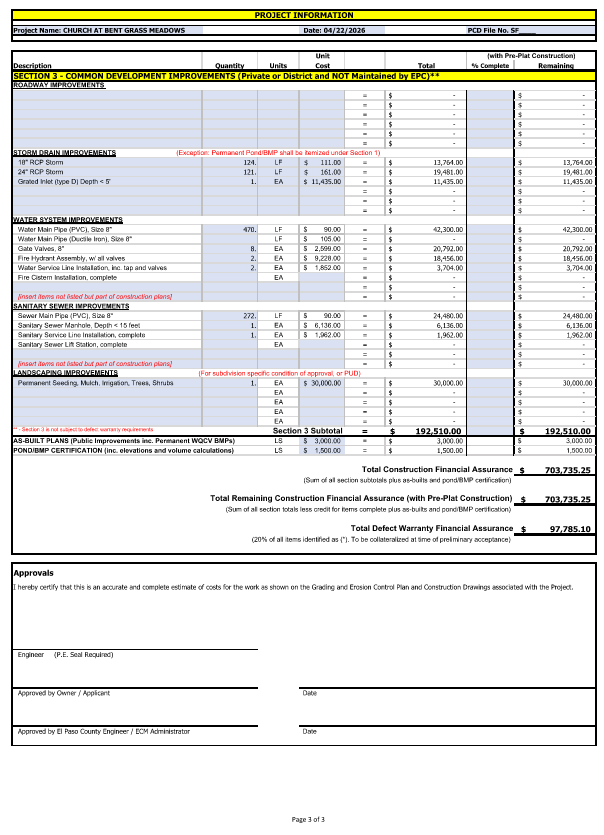 PROJECT INFORMATION
Project Name: CHURCH AT BENT GRASS MEADOWS Date: 04/22/2026 PCD File No. SF____
Unit (with Pre-Plat Construction)
Description Quantity Units Cost Total % Complete Remaining
SECTION 3 - COMMON DEVELOPMENT IMPROVEMENTS (Private or District and NOT Maintained by EPC)**
ROADWAY IMPROVEMENTS
= $ - $ -
= $ - $ -
= $ - $ -
= $ - $ -
= $ - $ -
= $ - $ -
STORM DRAIN IMPROVEMENTS (Exception: Permanent Pond/BMP shall be itemized under Section 1)
18" RCP Storm 124. LF $ 111.00 = $ 13,764.00 $ 13,764.00
24" RCP Storm 121. LF $ 161.00 = $ 19,481.00 $ 19,481.00
Grated Inlet (type D) Depth < 5' 1. EA $ 11,435.00 = $ 11,435.00 $ 11,435.00
= $ - $ -
= $ - $ -
= $ - $ -
WATER SYSTEM IMPROVEMENTS
Water Main Pipe (PVC), Size 8" 470. LF $ 90.00 = $ 42,300.00 $ 42,300.00
Water Main Pipe (Ductile Iron), Size 8" LF $ 105.00 = $ - $ -
Gate Valves, 8" 8. EA $ 2,599.00 = $ 20,792.00 $ 20,792.00
Fire Hydrant Assembly, w/ all valves 2. EA $ 9,228.00 = $ 18,456.00 $ 18,456.00
Water Service Line Installation, inc. tap and valves 2. EA $ 1,852.00 = $ 3,704.00 $ 3,704.00
Fire Cistern Installation, complete EA = $ - $ -
= $ - $ -
[insert items not listed but part of construction plans] = $ - $ -
SANITARY SEWER IMPROVEMENTS
Sewer Main Pipe (PVC), Size 8" 272. LF $ 90.00 = $ 24,480.00 $ 24,480.00
Sanitary Sewer Manhole, Depth < 15 feet 1. EA $ 6,136.00 = $ 6,136.00 $ 6,136.00
Sanitary Service Line Installation, complete 1. EA $ 1,962.00 = $ 1,962.00 $ 1,962.00
Sanitary Sewer Lift Station, complete EA = $ - $ -
= $ - $ -
[insert items not listed but part of construction plans] = $ - $ -
LANDSCAPING IMPROVEMENTS (For subdivision specific condition of approval, or PUD)
Permanent Seeding, Mulch, Irrigation, Trees, Shrubs 1. EA $ 30,000.00 = $ 30,000.00 $ 30,000.00
EA = $ - $ -
EA = $ - $ -
EA = $ - $ -
EA = $ - $ -
** - Section 3 is not subject to defect warranty requirements Section 3 Subtotal = $ 192,510.00 $ 192,510.00
AS-BUILT PLANS (Public Improvements inc. Permanent WQCV BMPs) LS $ 3,000.00 = $ 3,000.00 $ 3,000.00
POND/BMP CERTIFICATION (inc. elevations and volume calculations) LS $ 1,500.00 = $ 1,500.00 $ 1,500.00
Total Construction Financial Assurance $ 703,735.25
(Sum of all section subtotals plus as-builts and pond/BMP certification)
Total Remaining Construction Financial Assurance (with Pre-Plat Construction) $ 703,735.25
(Sum of all section totals less credit for items complete plus as-builts and pond/BMP certification)
Total Defect Warranty Financial Assurance $ 97,785.10
(20% of all items identified as (*). To be collateralized at time of preliminary acceptance)
Approvals
I hereby certify that this is an accurate and complete estimate of costs for the work as shown on the Grading and Erosion Control Plan and Construction Drawings associated with the Project.
Engineer (P.E. Seal Required)
Approved by Owner / Applicant Date
Approved by El Paso County Engineer / ECM Administrator Date
Page 3 of 3